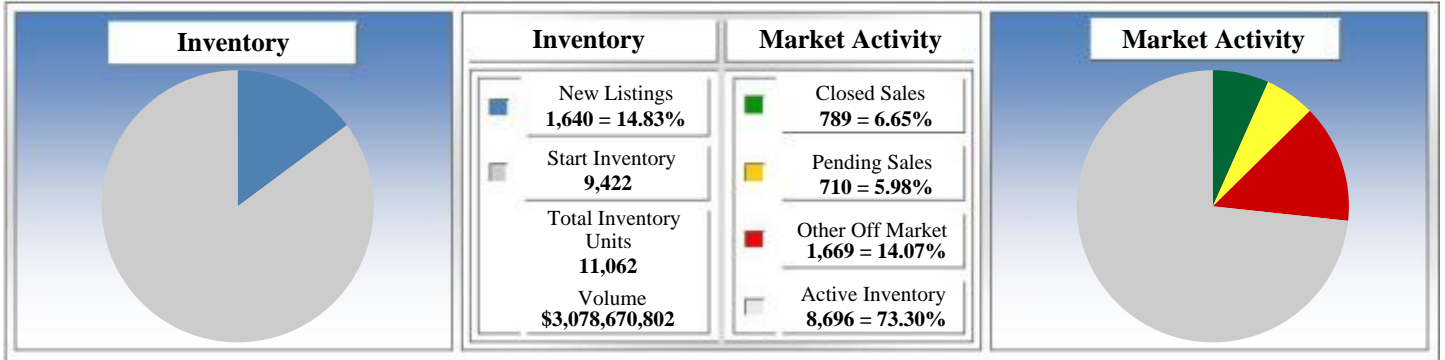 Inventory
Inventory
Market Activity
Market Activity
New Listings
1,640 = 14.83%
Start Inventory
9,422
Total Inventory
Units
11,062
Volume
$3,078,670,802
Closed Sales
789 = 6.65%
Pending Sales
710 = 5.98%
Other Off Market
1,669 = 14.07%
Active Inventory
8,696 = 73.30%